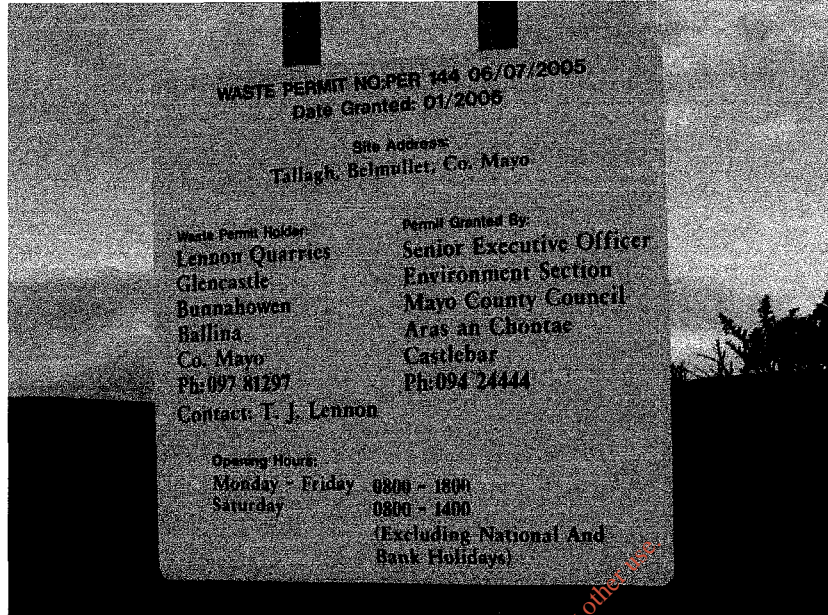 WASTE PERMIT NO:PER 144 06/07/2005
Date Granted: 01/2006
Site Address:
Tallagh, Belmullet, Co. Mayo
Waste Permit Holder:
Lennon Quarries
Glencastle
Bunnahowen
Ballina
Co. Mayo
Ph:097 81297
Contact: T. J. Lennon
Permit Granted By:
Senior Executive Officer
Environment Section
Mayo County Council
Aras an Chontae
Castlebar
Ph:094 24444
Opening Hours:
Monday - Friday 0800 - 1800
Saturday 0800 - 1400
(Excluding National And
Bank Holidays)
other use.